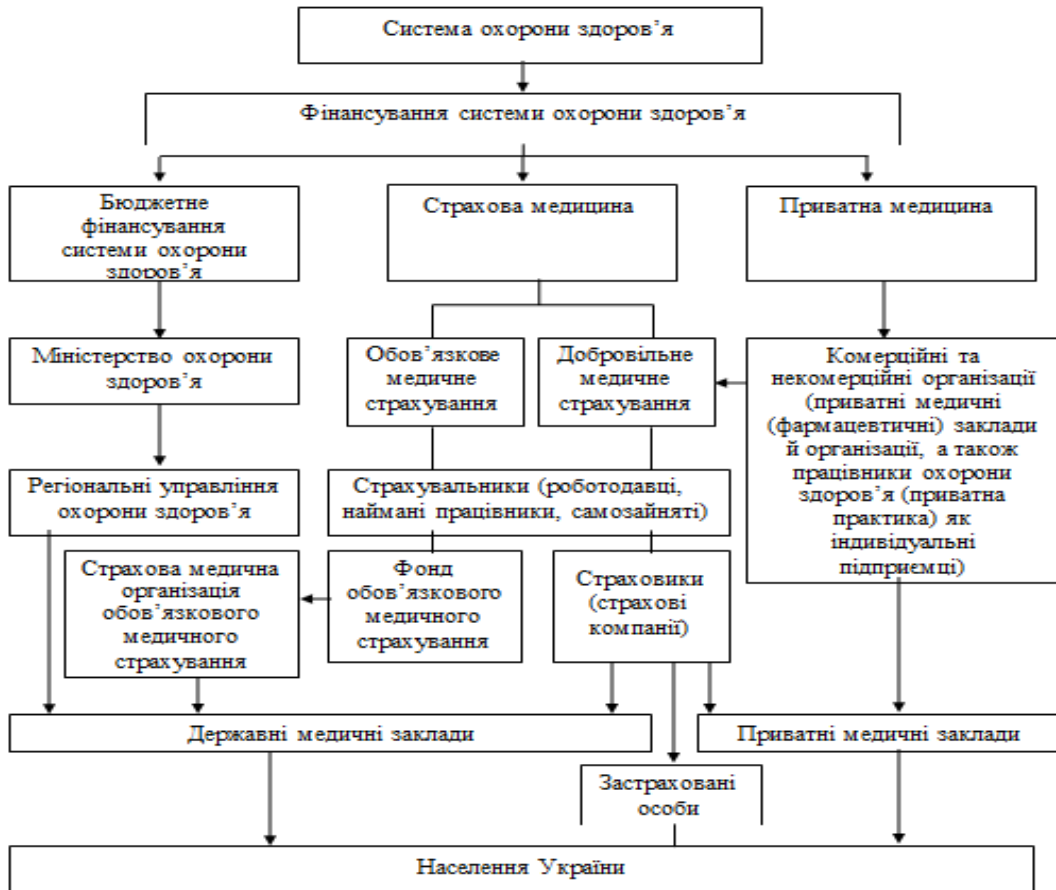 Система охорони здоров’я
Фінансування системи охорони здоров’я
Бюджетне
фінансування
системи охорони
здоров’я
Страхова медицина
Приватна медицина
Міністерство охорони
здоров’я
Обов’язкове
медичне
страхування
Добровільне
медичне
страхування
Комерційні та
некомерційні організації
(приватні медичні
(фармацевтичні) заклади
й організації, а також
працівники охорони
здоров’я (приватна
практика) як
індивідуальні
підприємці)
Регіональні управління
охорони здоров’я
Страхувальники (роботодавці,
наймані працівники, самозайняті)
Страхова медична
організація
обов’язкового
медичного
страхування
Фонд
обов’язкового
медичного
страхування
Страховики
(страхові
компанії)
Державні медичні заклади
Приватні медичні заклади
Застраховані
особи
Населення України